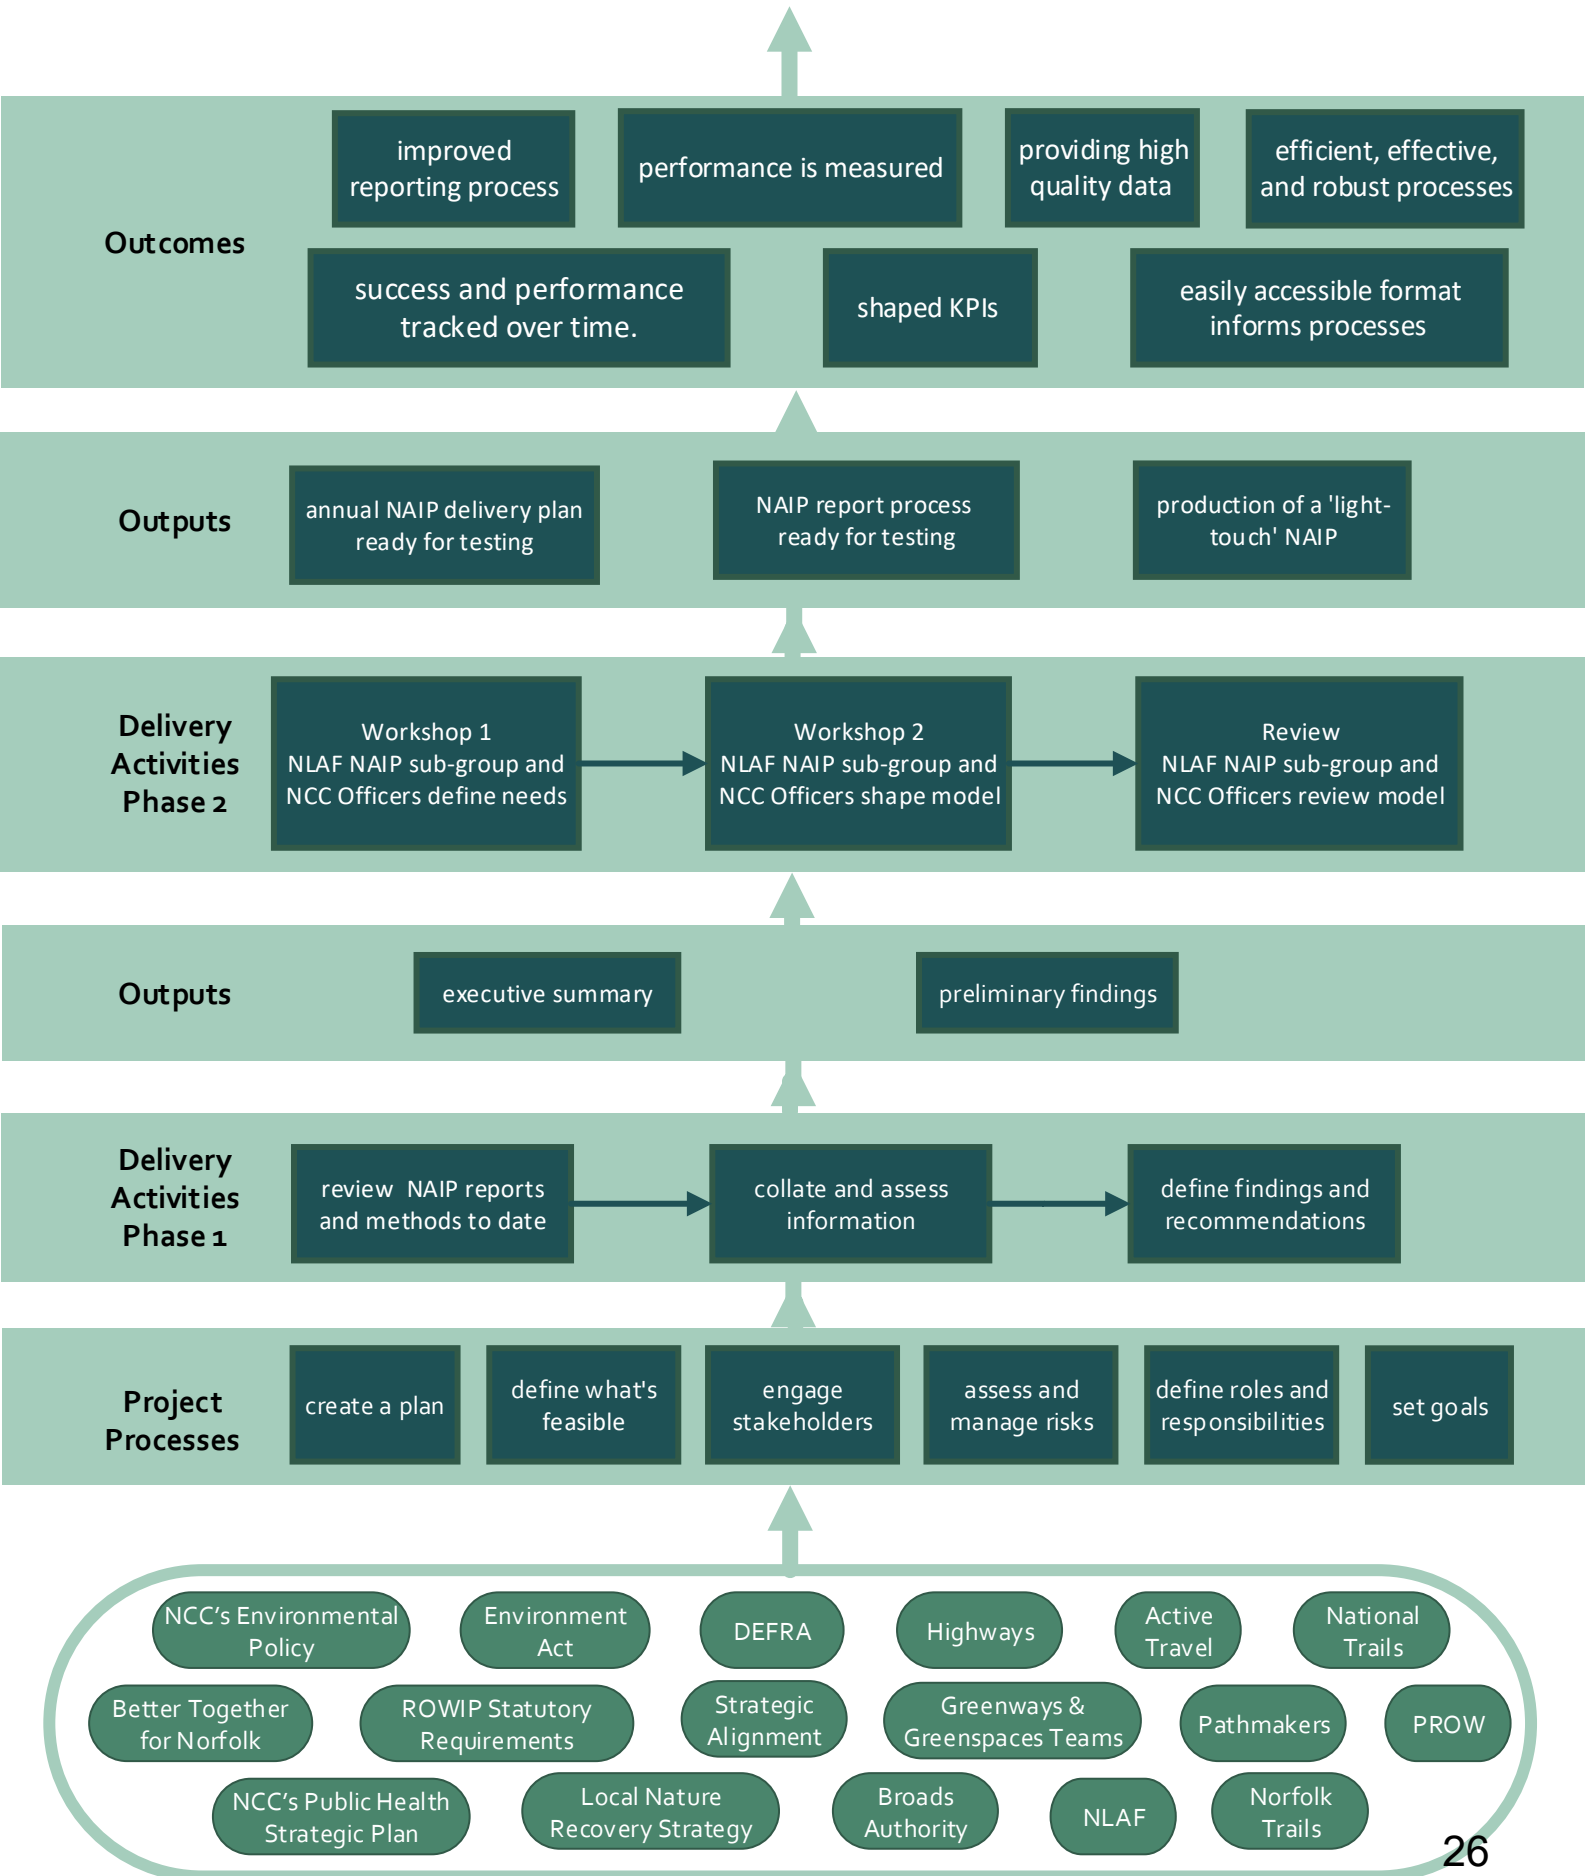 improved
reporting process
performance is measured
providing high
quality data
efficient, effective,
and robust processes
Outcomes
success and performance
tracked over time.
shaped KPIs
easily accessible format
informs processes
Outputs
annual NAIP delivery plan
ready for testing
NAIP report process
ready for testing
production of a 'light-
touch' NAIP
Delivery
Activities
Phase 2
Workshop 1
NLAF NAIP sub-group and
NCC Officers define needs
Workshop 2
NLAF NAIP sub-group and
NCC Officers shape model
Review
NLAF NAIP sub-group and
NCC Officers review model
Outputs
executive summary
preliminary findings
Delivery
Activities
Phase 1
review NAIP reports
and methods to date
collate and assess
information
define findings and
recommendations
Project
Processes
create a plan
define what's
feasible
engage
stakeholders
assess and
manage risks
define roles and
responsibilities
set goals
NCC's Environmental
Policy
Environment
Act
DEFRA
Highways
Active
Travel
National
Trails
Better Together
for Norfolk
ROWIP Statutory
Requirements
Strategic
Alignment
Greenways &
Greenspaces Teams
Pathmakers
PROW
NCC's Public Health
Strategic Plan
Local Nature
Recovery Strategy
Broads
Authority
NLAF
Norfolk
Trails
26